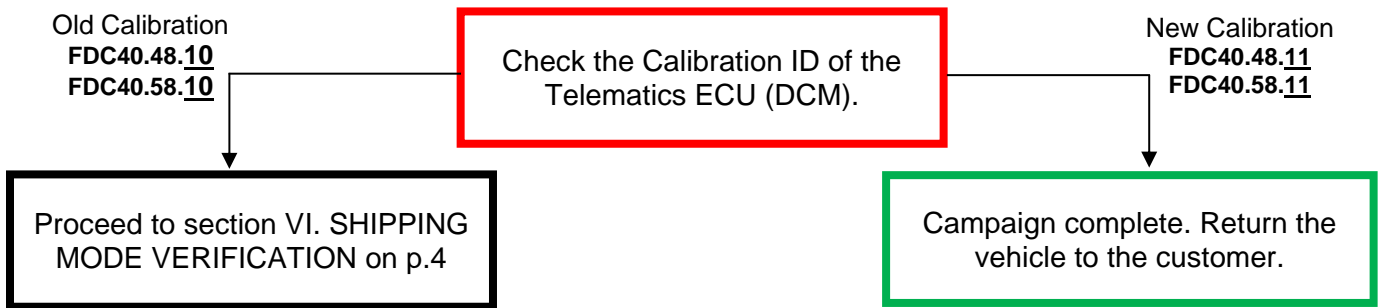 Old Calibration
FDC40.48.10
FDC40.58.10
Check the Calibration ID of the
Telematics ECU (DCM).
New Calibration
FDC40.48.11
FDC40.58.11
Proceed to section VI. SHIPPING
MODE VERIFICATION on p.4
Campaign complete. Return the
vehicle to the customer.